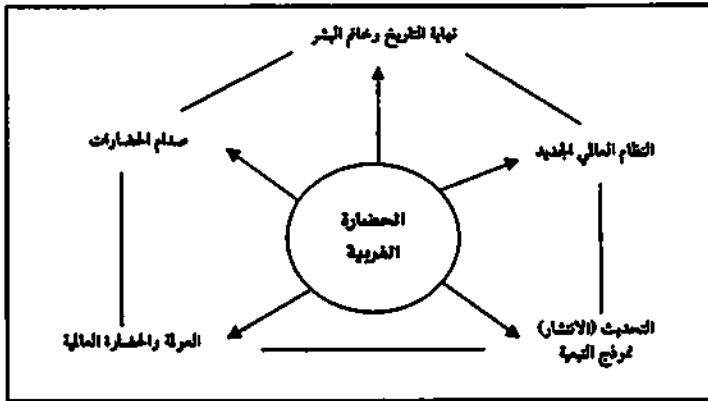 نهاية التاريخ وخاتم البشر
صدام الحضارات
النظام العالمي الجديد
الحضارة
الغربية
العولمة والحضارة العالمية
التحديث (الانتشار)
نموذج التبعية